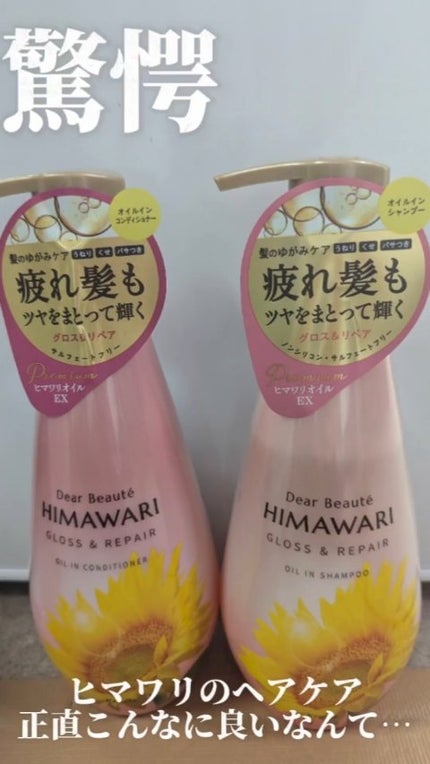 驚愕
オイルイン
コンディショナー
髪のゆがみケア うねり くせ パサつき
疲れ髪も
ツヤをまとって輝く
グロス&リペア
サルフェートフリー
Premium
ヒマワリオイル
EX
Dear Beauté
HIMAWARI
GLOSS & REPAIR
OIL IN CONDITIONER
オイルイン
シャンプー
髪のゆがみケア うねり くせ パサつき
疲れ髪も
ツヤをまとって輝く
グロス&リペア
ノンシリコン・サルフェートフリー
Premium
ヒマワリオイル
EX
Dear Beauté
HIMAWARI
GLOSS & REPAIR
OIL IN SHAMPOO
ヒマワリのヘアケア
正直こんなに良いなんて…